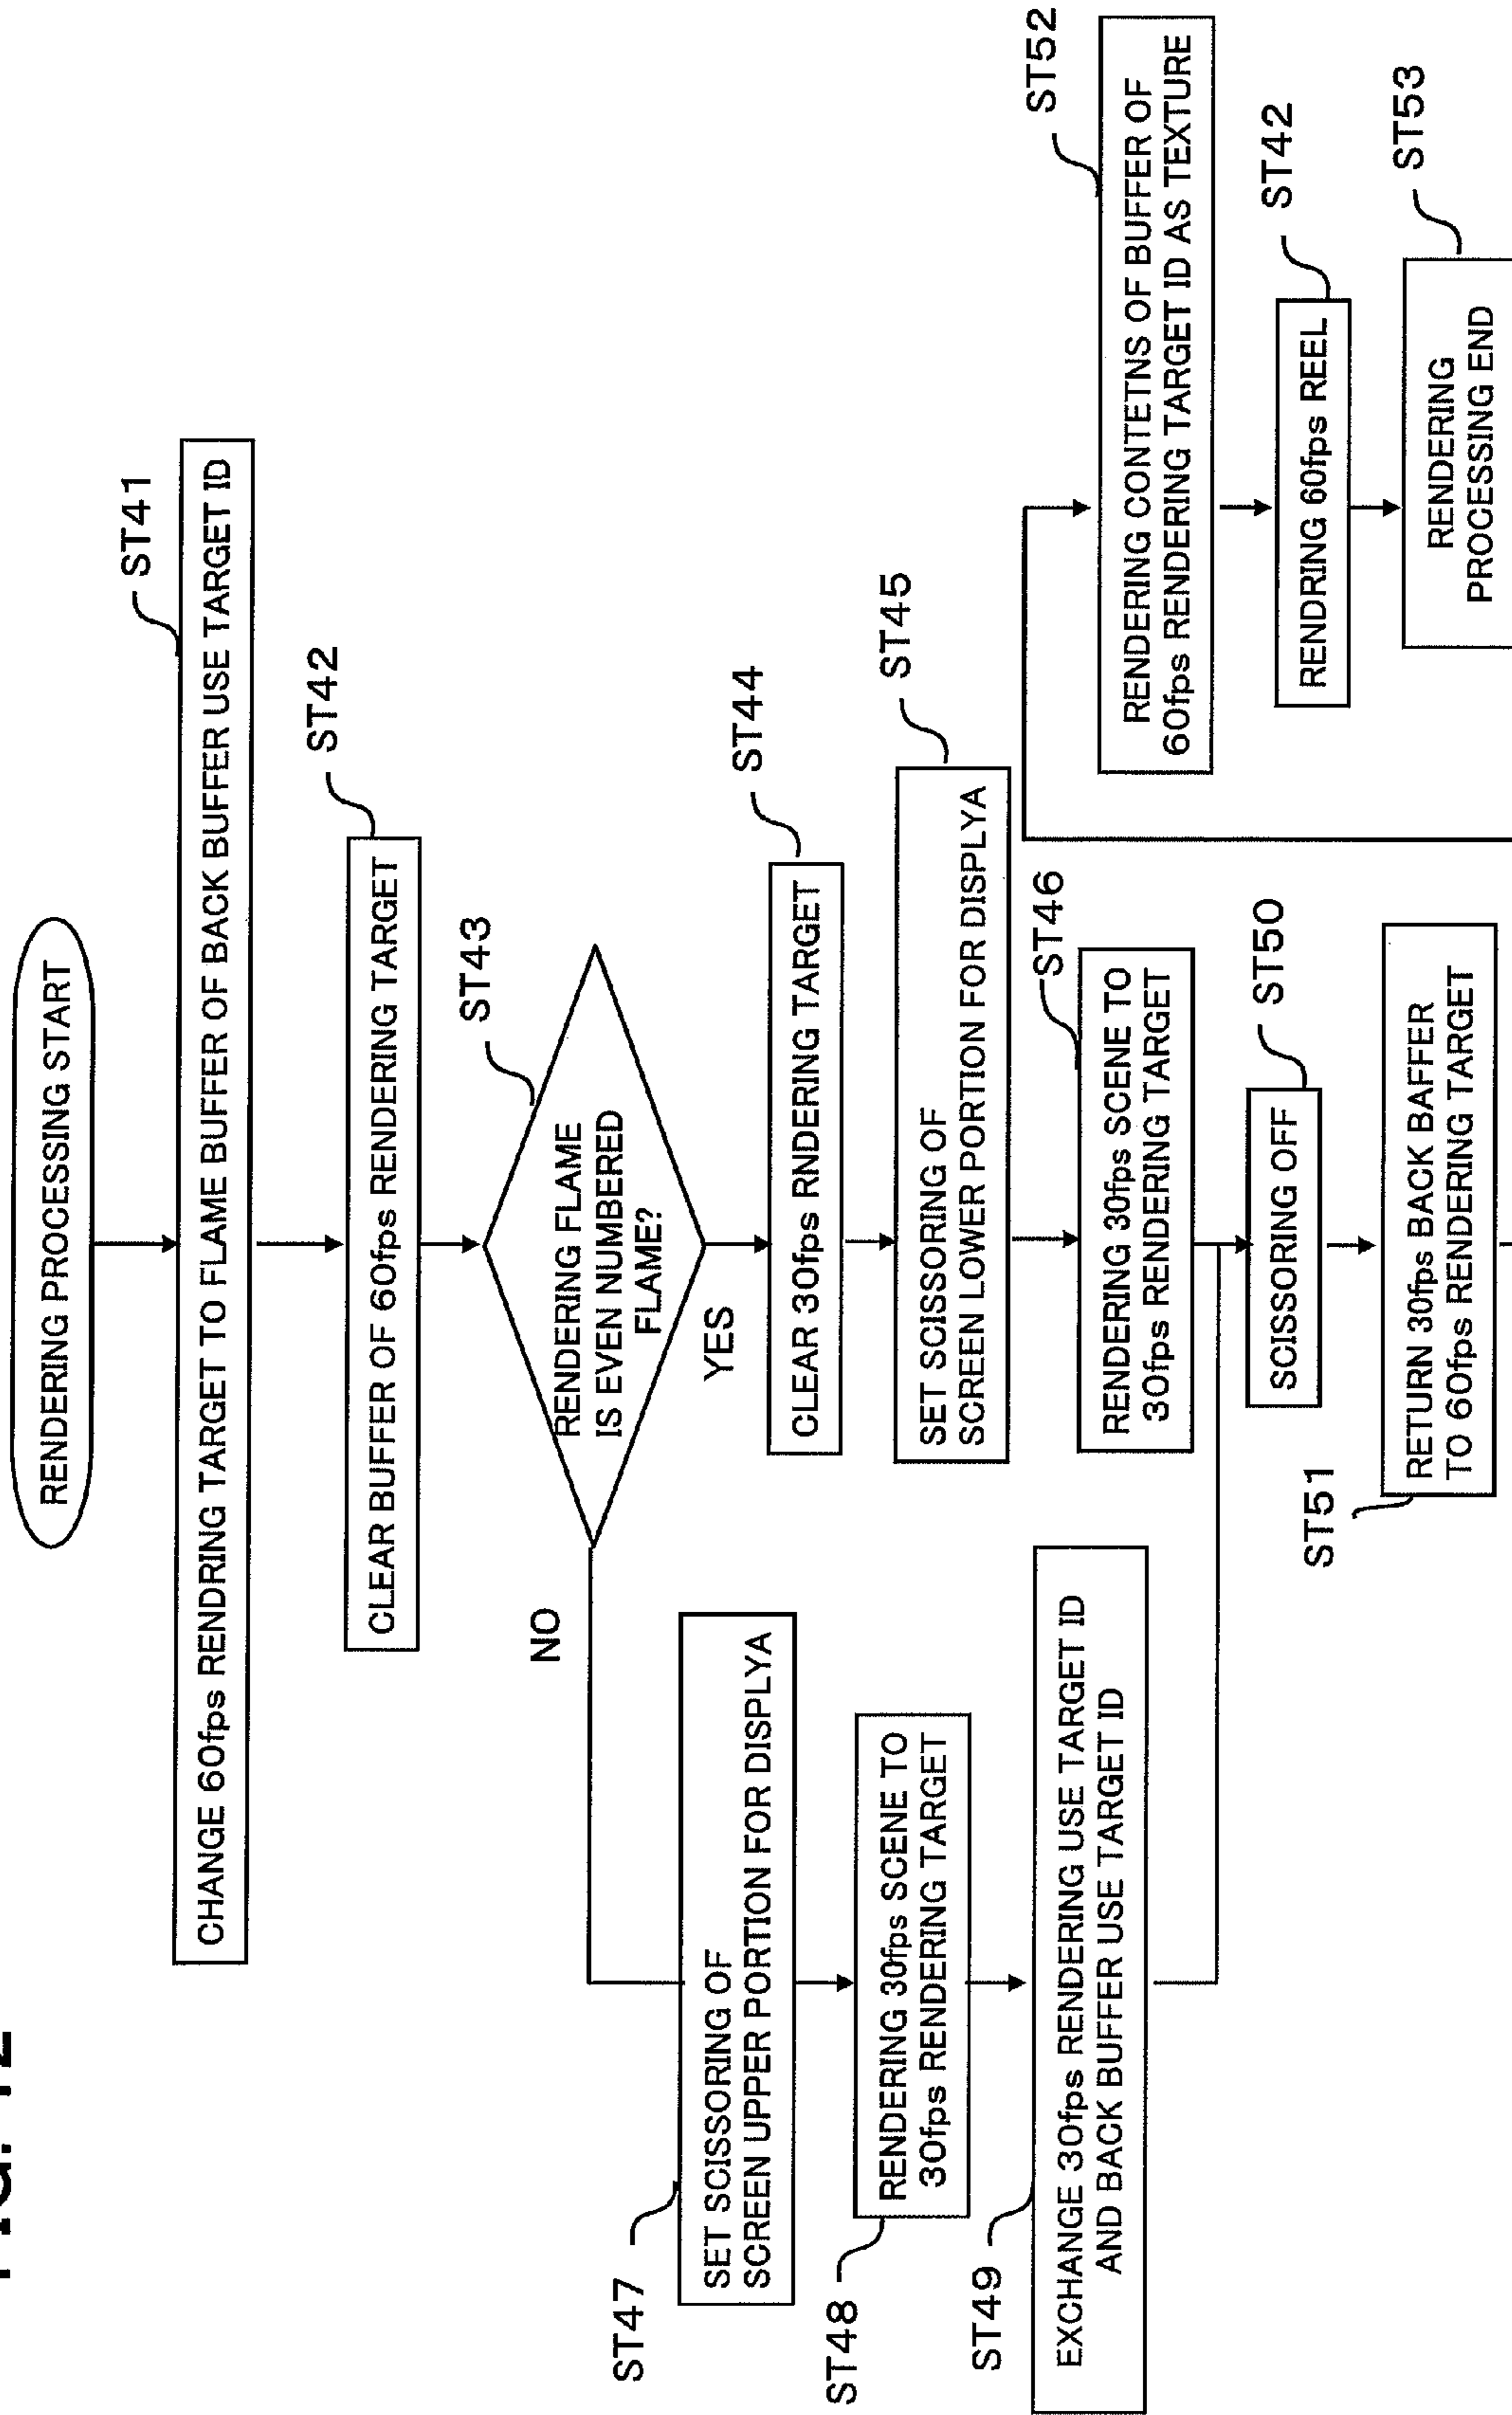 RENDERING PROCESSING START
ST41
CHANGE 60fps RENDRING TARGET TO FLAME BUFFER OF BACK BUFFER USE TARGET ID
ST42
CLEAR BUFFER OF 60fps RENDERING TARGET
ST43
RENDERING FLAME
IS EVEN NUMBERED
FLAME?
NO
YES
ST44
CLEAR 30fps RNDERING TARGET
ST45
SET SCISSORING OF
SCREEN LOWER PORTION FOR DISPLYA
ST46
RENDERING 30fps SCENE TO
30fps RENDERING TARGET
ST47
SET SCISSORING OF
SCREEN UPPER PORTION FOR DISPLYA
ST48
RENDERING 30fps SCENE TO
30fps RENDERING TARGET
ST49
EXCHANGE 30fps RENDERING USE TARGET ID
AND BACK BUFFER USE TARGET ID
ST50
SCISSORING OFF
ST51
RETURN 30fps BACK BAFFER
TO 60fps RENDERING TARGET
ST52
RENDERING CONTETNS OF BUFFER OF
60fps RENDERING TARGET ID AS TEXTURE
ST42
RENDRING 60fps REEL
ST53
RENDERING
PROCESSING END